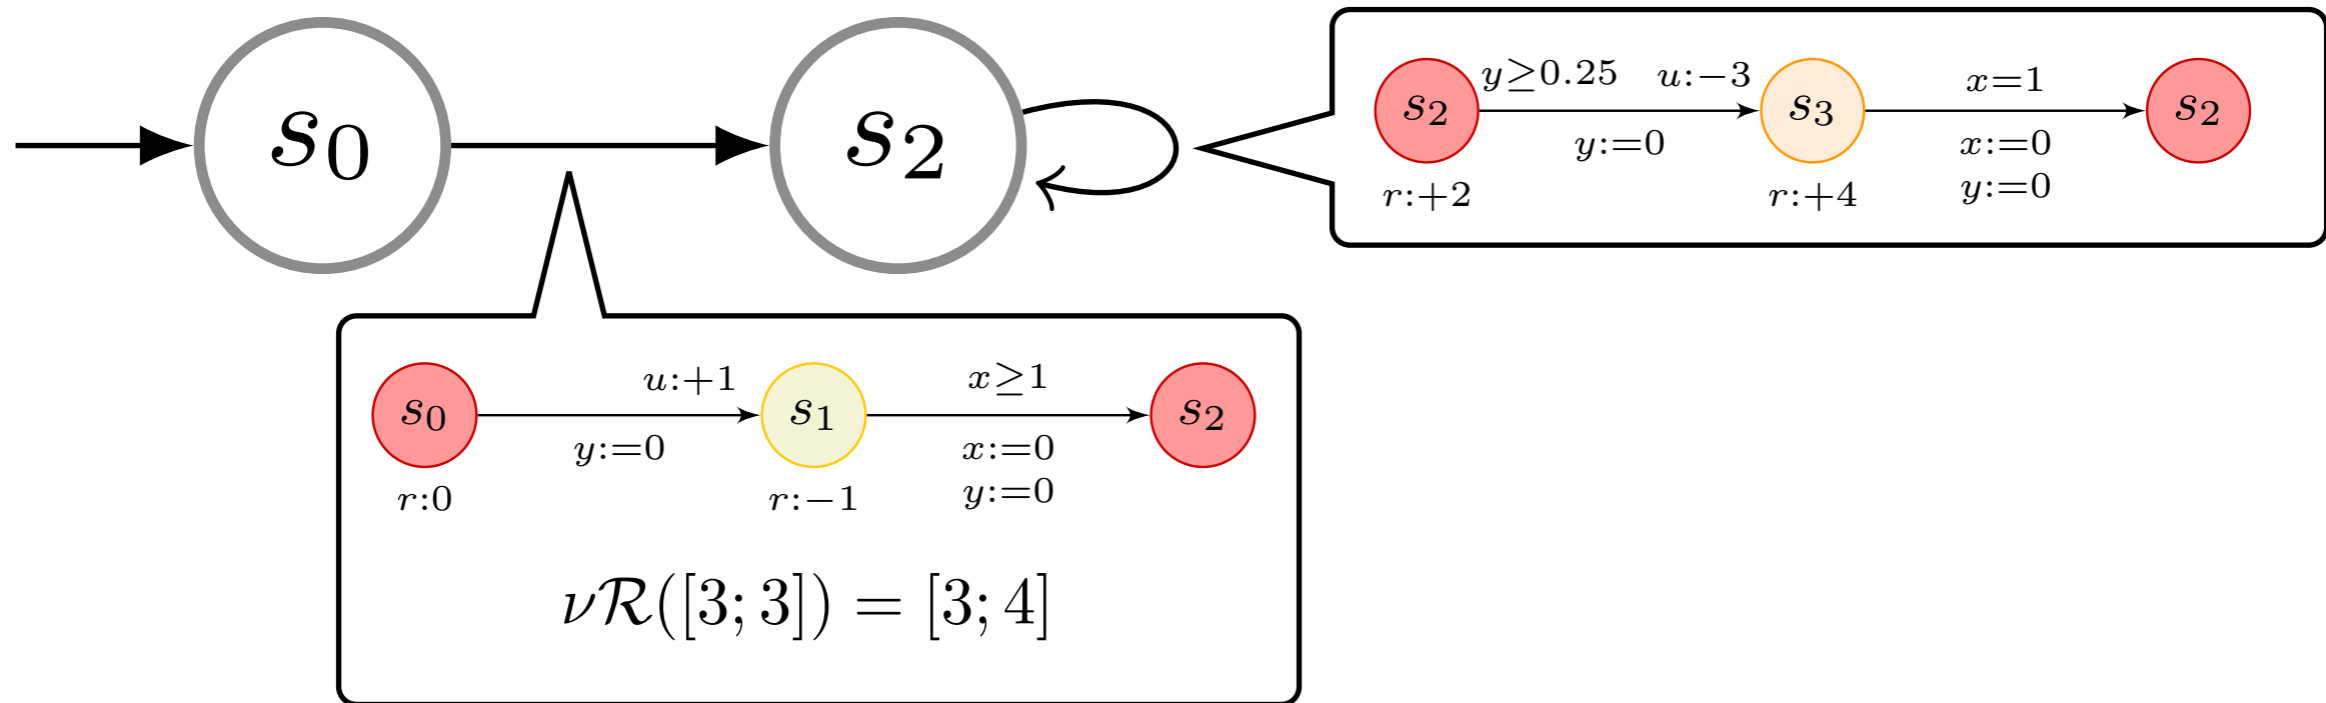 s₀ s₂
y≥0.25 u:−3 x=1
s₂ s₃ s₂
y:=0 x:=0
r:+2 r:+4 y:=0
u:+1 x≥1
s₀ s₁ s₂
y:=0 x:=0
r:0 r:−1 y:=0
νℛ([3;3]) = [3;4]